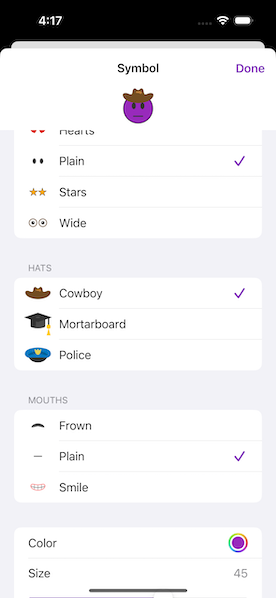 4:17
Symbol
Done
Hearts
Plain
Stars
Wide
HATS
Cowboy
Mortarboard
Police
MOUTHS
Frown
Plain
Smile
Color
Size
45